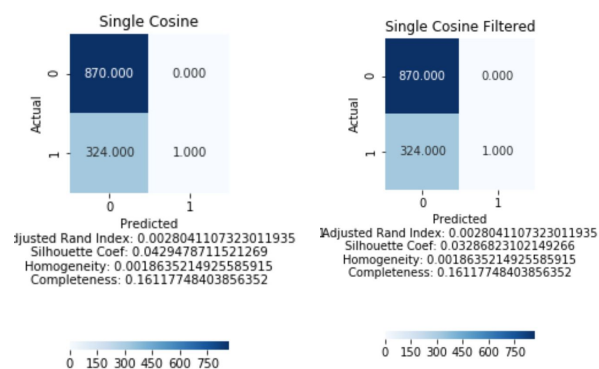 Single Cosine
0
870.000
0.000
Actual
1
324.000
1.000
0
1
Predicted
djusted Rand Index: 0.0028041107323011935
Silhouette Coef: 0.0429478711521269
Homogeneity: 0.0018635214925585915
Completeness: 0.16117748403856352
0 150 300 450 600 750
Single Cosine Filtered
0
870.000
0.000
Actual
1
324.000
1.000
0
1
Predicted
Adjusted Rand Index: 0.0028041107323011935
Silhouette Coef: 0.03286823102149266
Homogeneity: 0.0018635214925585915
Completeness: 0.16117748403856352
0 150 300 450 600 750